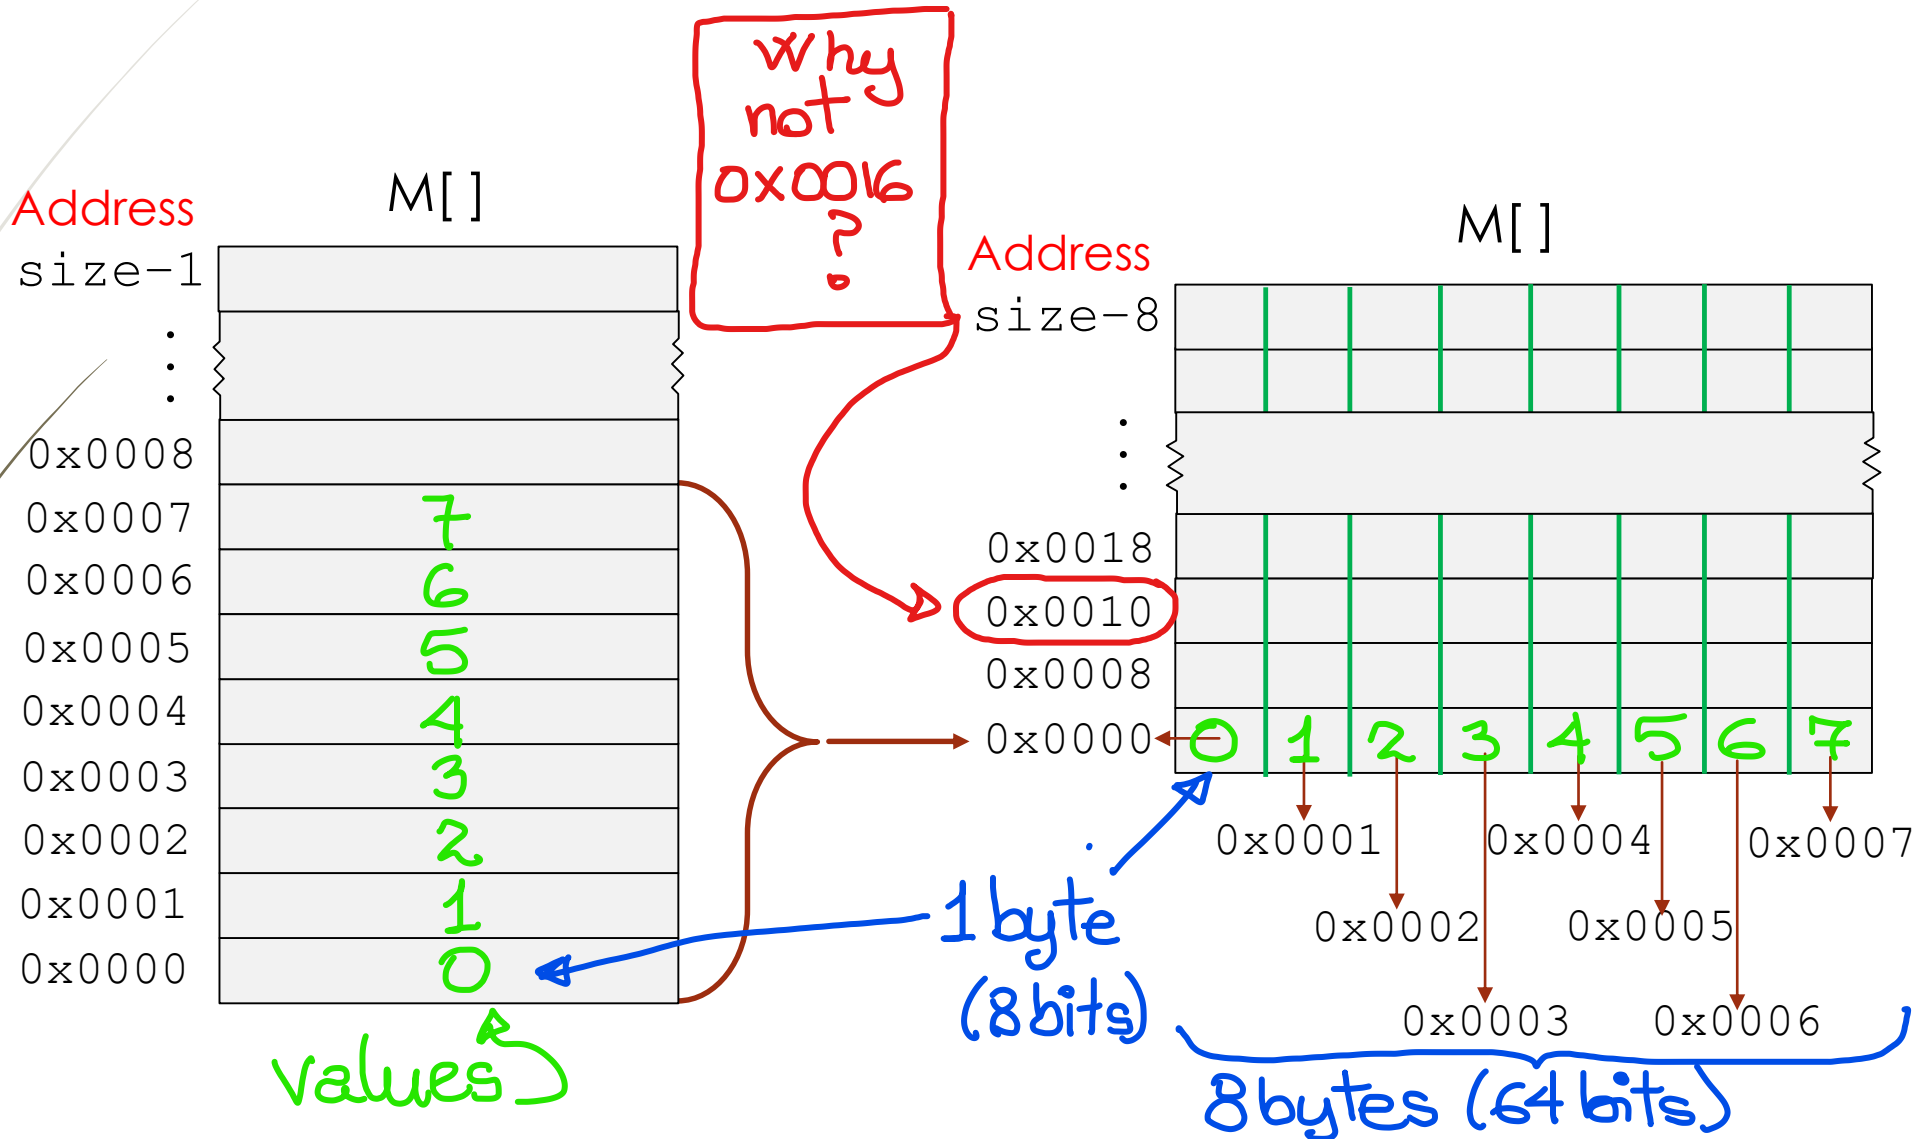 Why
not
0x0016
?
Address
M[ ]
size-1
0x0008
0x0007
7
0x0006
6
0x0005
5
0x0004
4
0x0003
3
0x0002
2
0x0001
1
0x0000
0
values
Address
M[ ]
size-8
0x0018
0x0010
0x0008
0x0000 0 1 2 3 4 5 6 7
0x0001 0x0004 0x0007
0x0002 0x0005
0x0003 0x0006
1 byte
(8 bits)
8 bytes (64 bits)